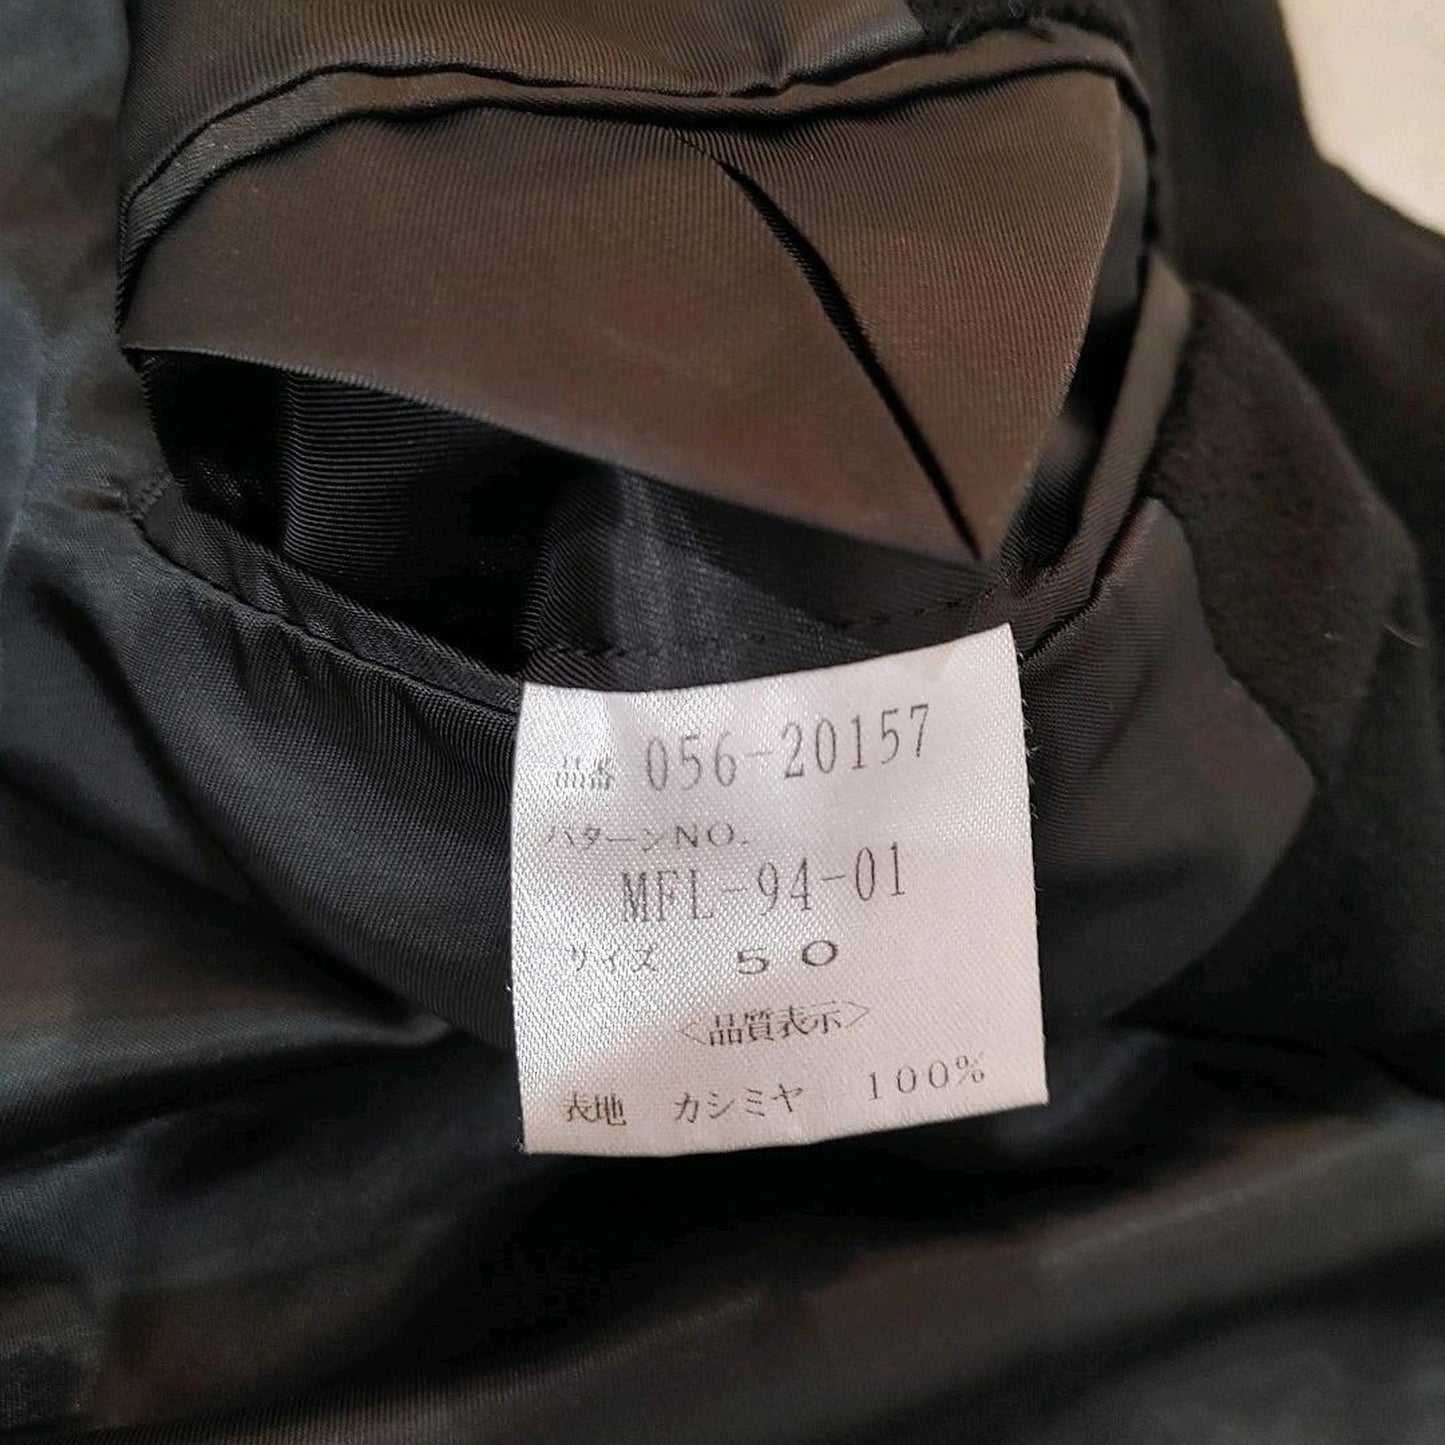 品番 056-20157
パターンNO.
MFL-94-01
サイズ 50
<品質表示>
表地 カシミヤ 100%